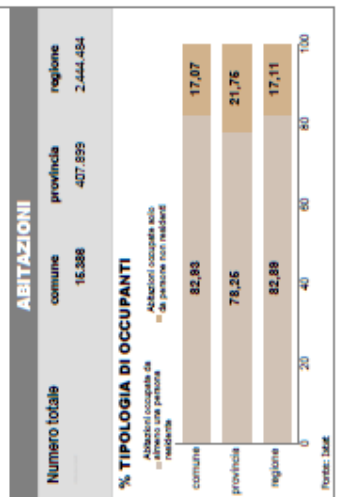 ABITAZIONI
Numero totale comune provincia regione
407.899 2.444.484
% TIPOLOGIA DI OCCUPANTI
Abitazioni occupate da almeno una persona residente
Abitazioni occupate solo da persone non residenti
comune 82,93 17,07
provincia 78,25 21,75
regione 82,89 17,11
0 20 40 60 80 100
Fonte: Istat